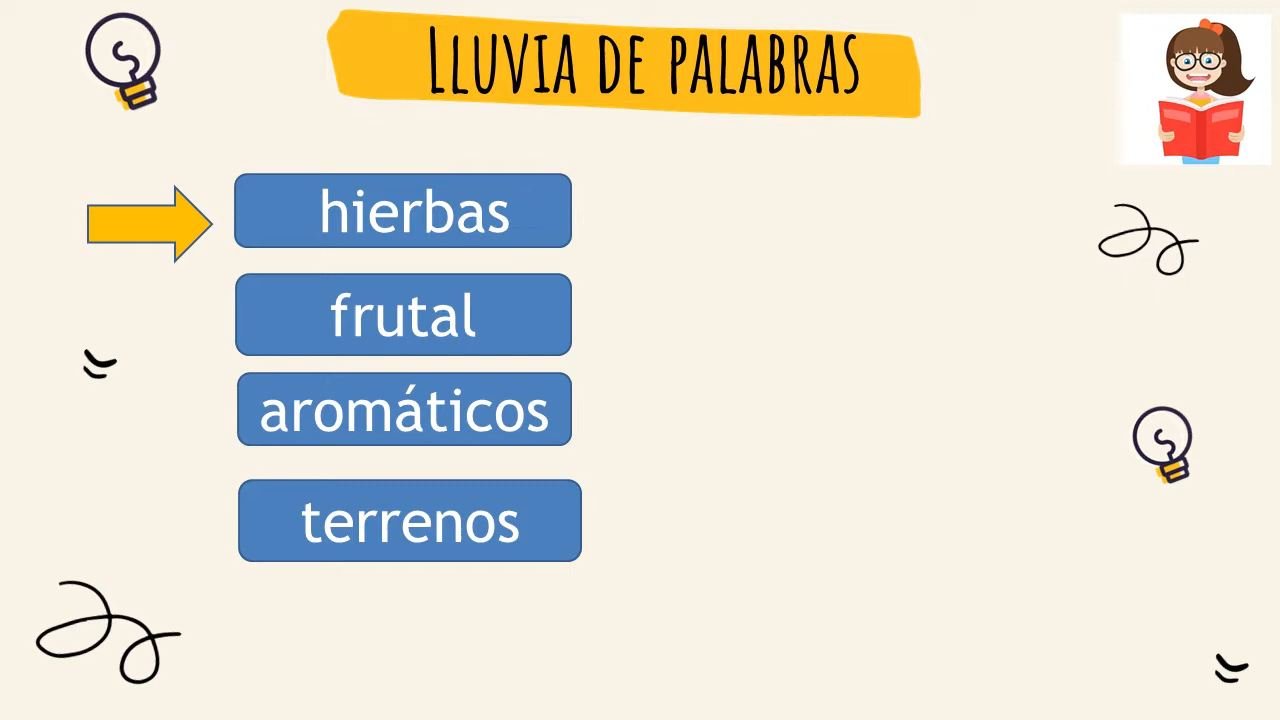 Lluvia de palabras
hierbas
frutal
aromáticos
terrenos